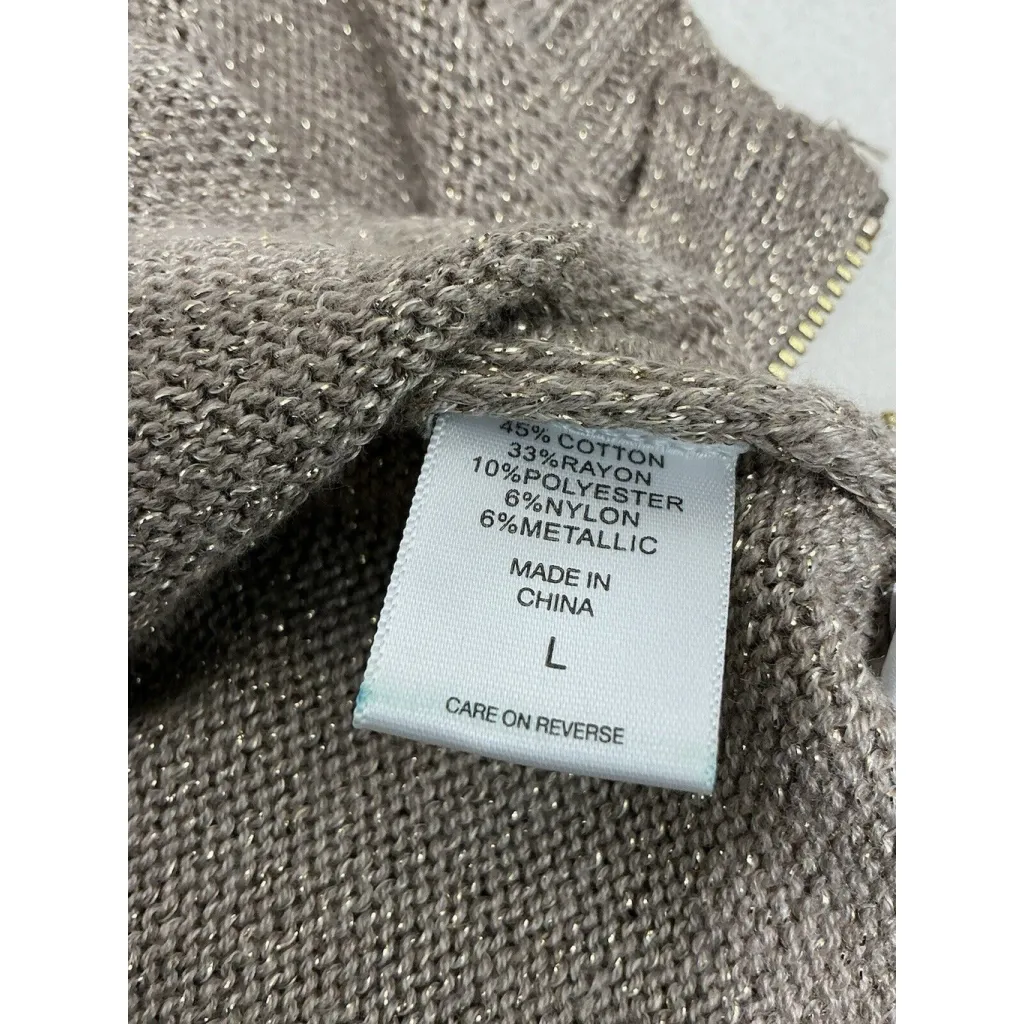 45% COTTON
33%RAYON
10%POLYESTER
6%NYLON
6%METALLIC
MADE IN
CHINA
L
CARE ON REVERSE